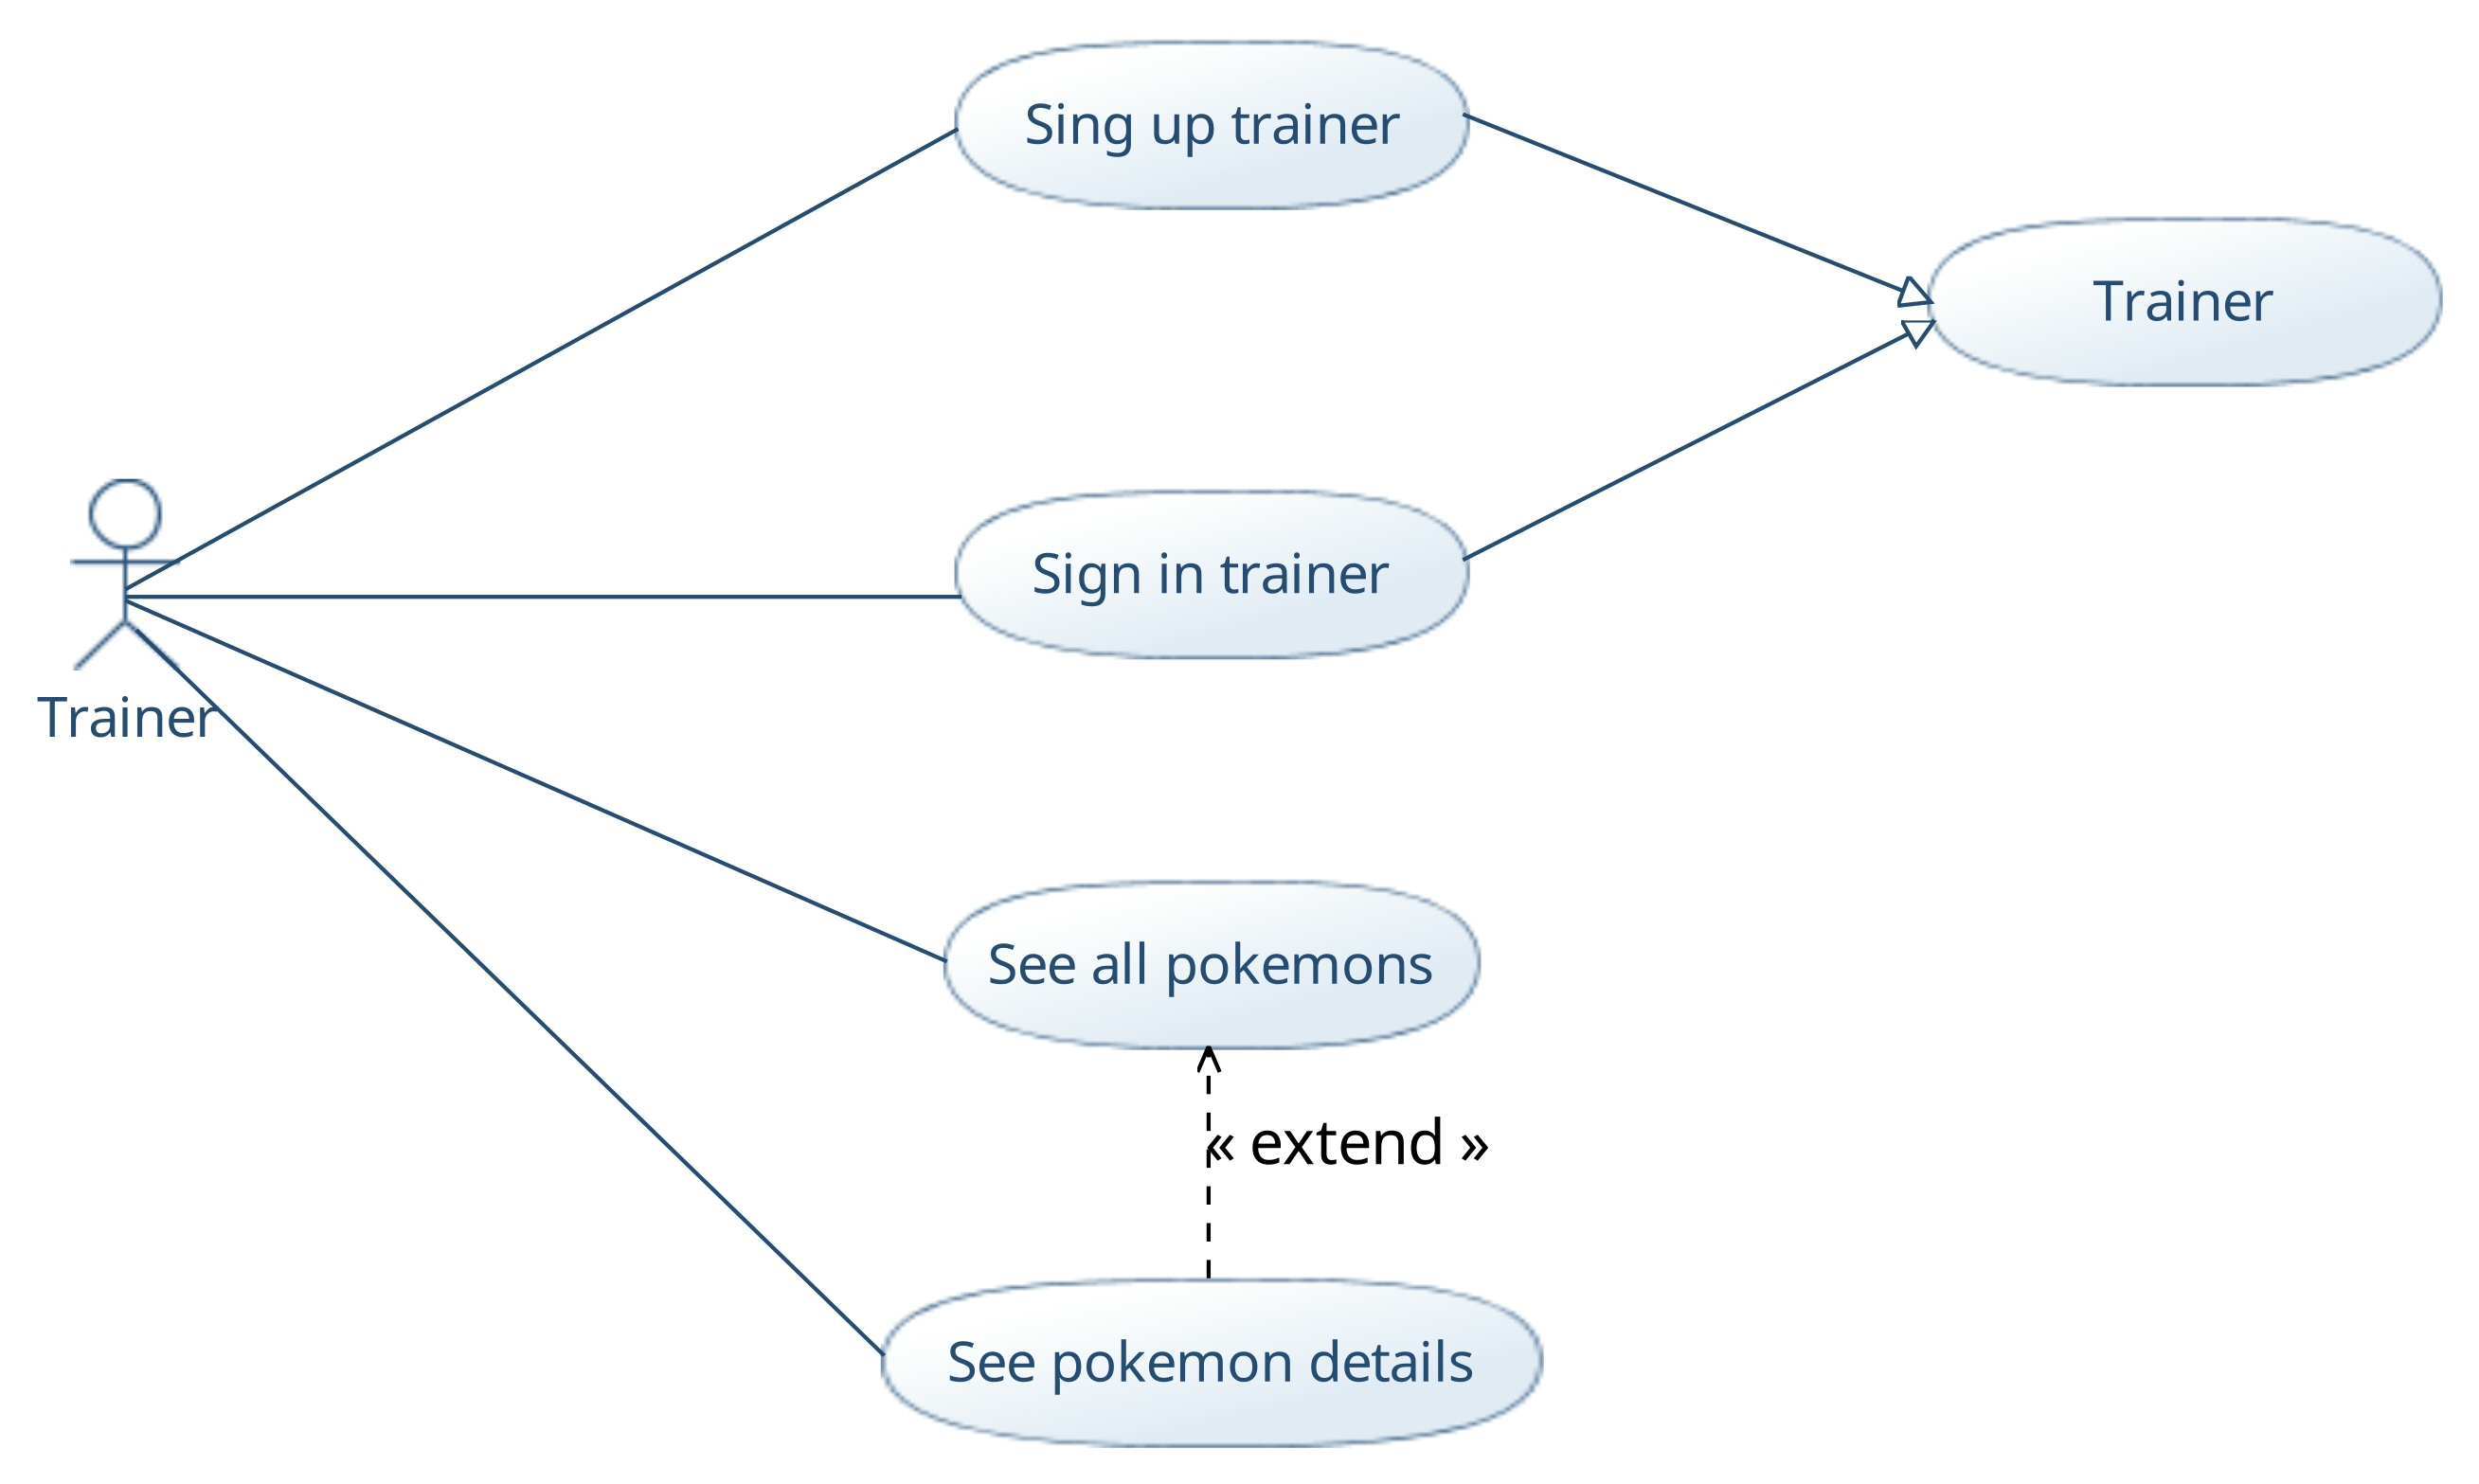 Sing up trainer
Trainer
Sign in trainer
Trainer
See all pokemons
« extend »
See pokemon details